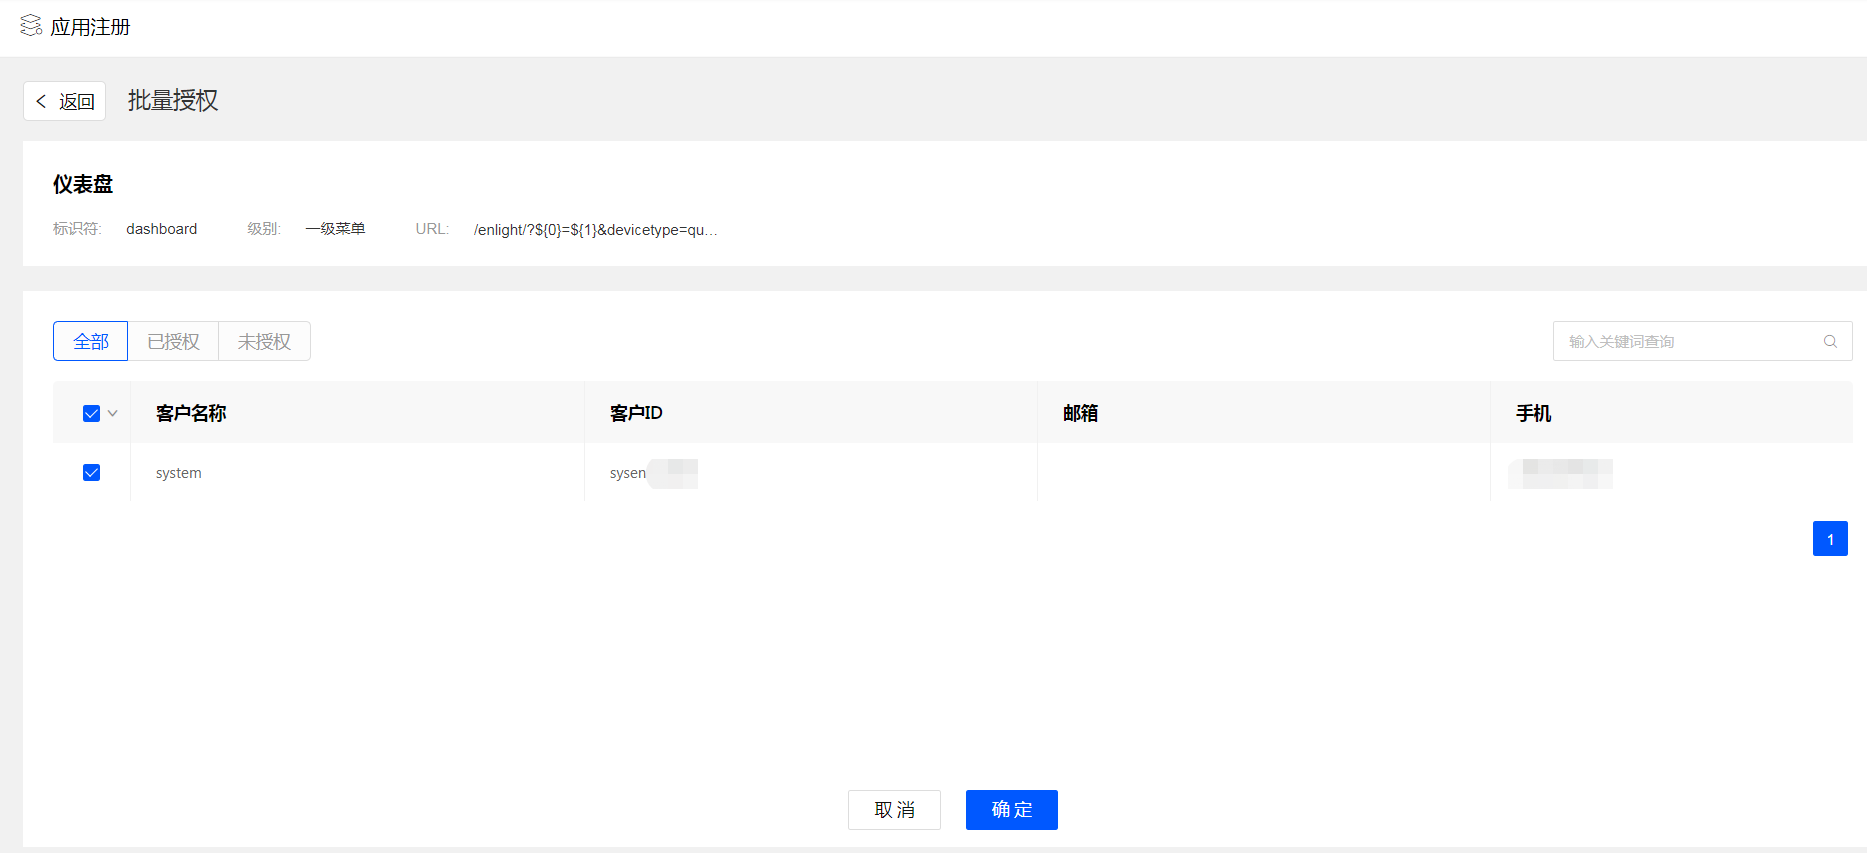 应用注册
返回 批量授权
仪表盘
标识符: dashboard 级别: 一级菜单 URL: /enlight/?${0}=${1}&devicetype=qu...
全部 已授权 未授权 输入关键词查询
客户名称 客户ID 邮箱 手机
system sysen
1
取消 确定